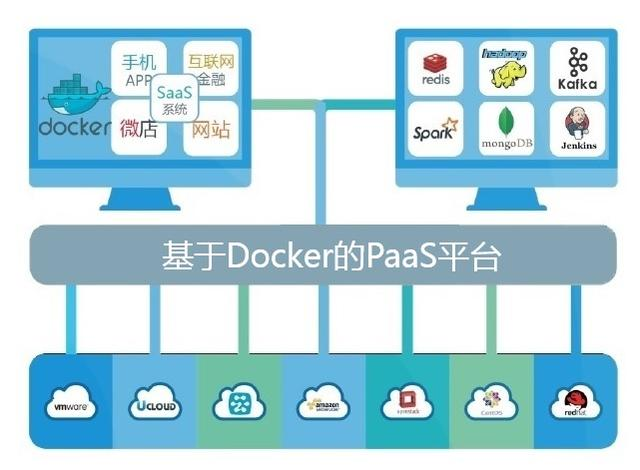 docker
手机
APP
互联网
金融
SaaS
系统
微店
网站
redis
hadoop
kafka
Spark
mongoDB
Jenkins
基于Docker的PaaS平台
vmware
UCLOUD
amazon
openstack
CentOS
redhat